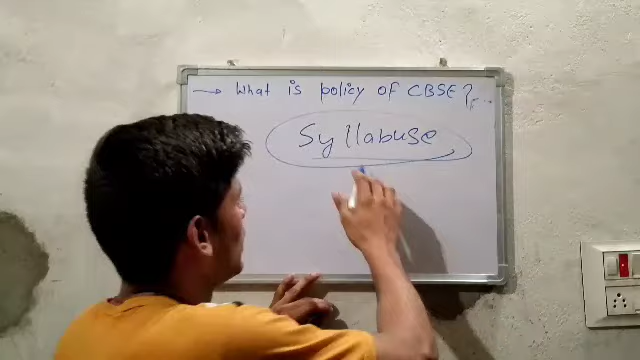 → What is policy of CBSE?
Syllabuse